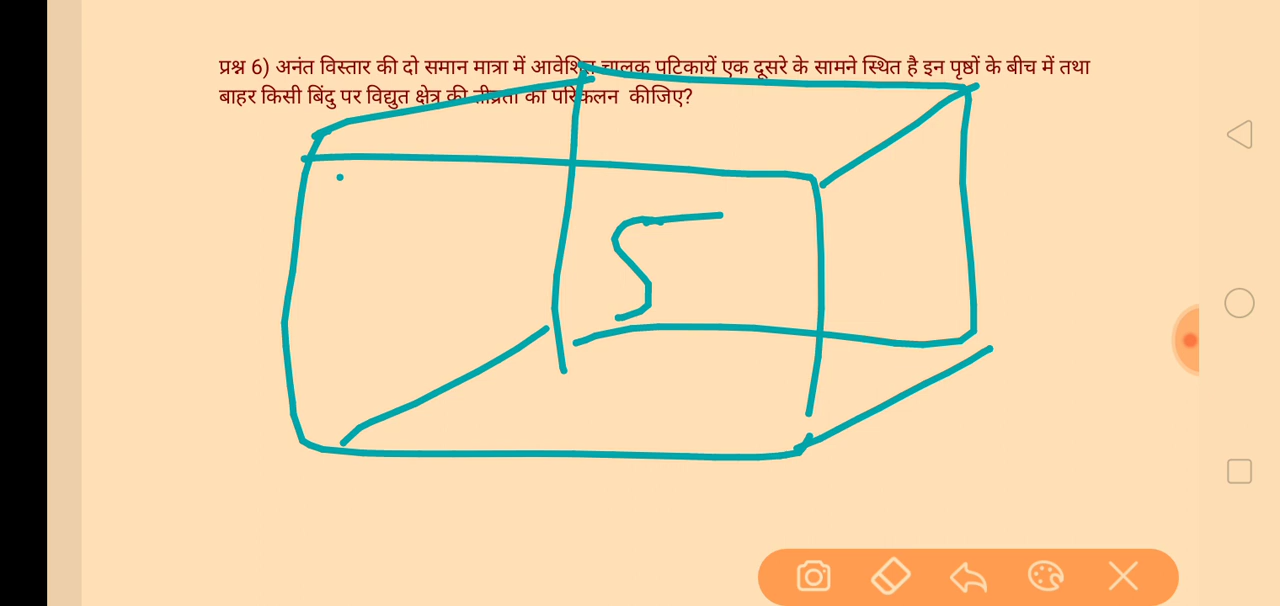 प्रश्न 6) अनंत विस्तार की दो समान मात्रा में आवेशित चालक पटिकायें एक दूसरे के सामने स्थित है इन पृष्ठों के बीच में तथा
बाहर किसी बिंदु पर विद्युत क्षेत्र की तीव्रता का परिकलन कीजिए?
S